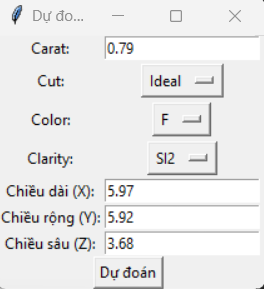 Dự đo...
Carat: 0.79
Cut: Ideal
Color: F
Clarity: SI2
Chiều dài (X): 5.97
Chiều rộng (Y): 5.92
Chiều sâu (Z): 3.68
Dự đoán